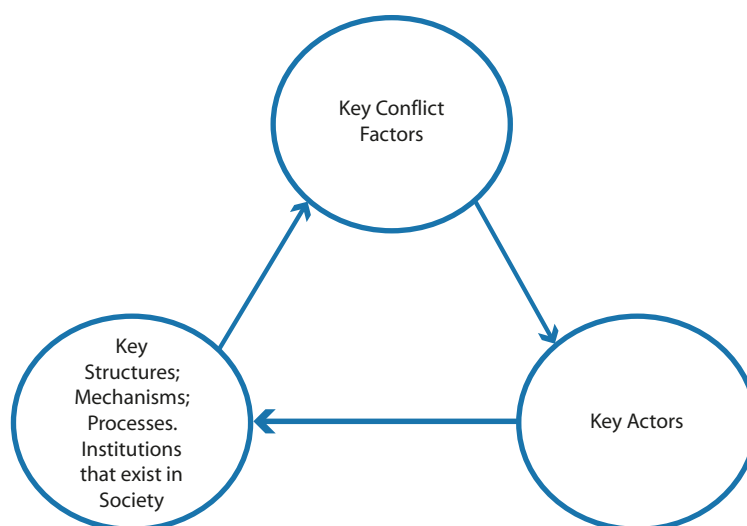 Key Conflict
Factors
Key
Structures;
Mechanisms;
Processes.
Institutions
that exist in
Society
Key Actors